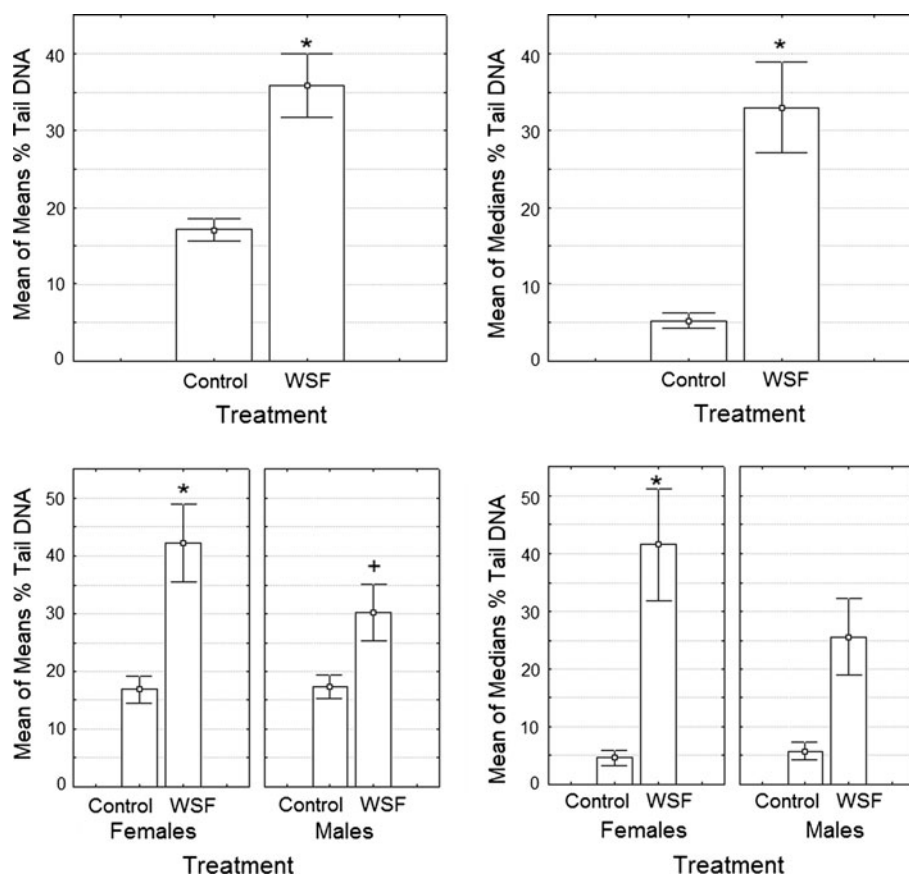 Mean of Means % Tail DNA
40
30
20
10
0
*
Control WSF
Treatment
Mean of Medians % Tail DNA
40
30
20
10
0
*
Control WSF
Treatment
Mean of Means % Tail DNA
50
40
30
20
10
0
*
+
Control WSF Control WSF
Females Males
Treatment
Mean of Medians % Tail DNA
50
40
30
20
10
0
*
Control WSF Control WSF
Females Males
Treatment